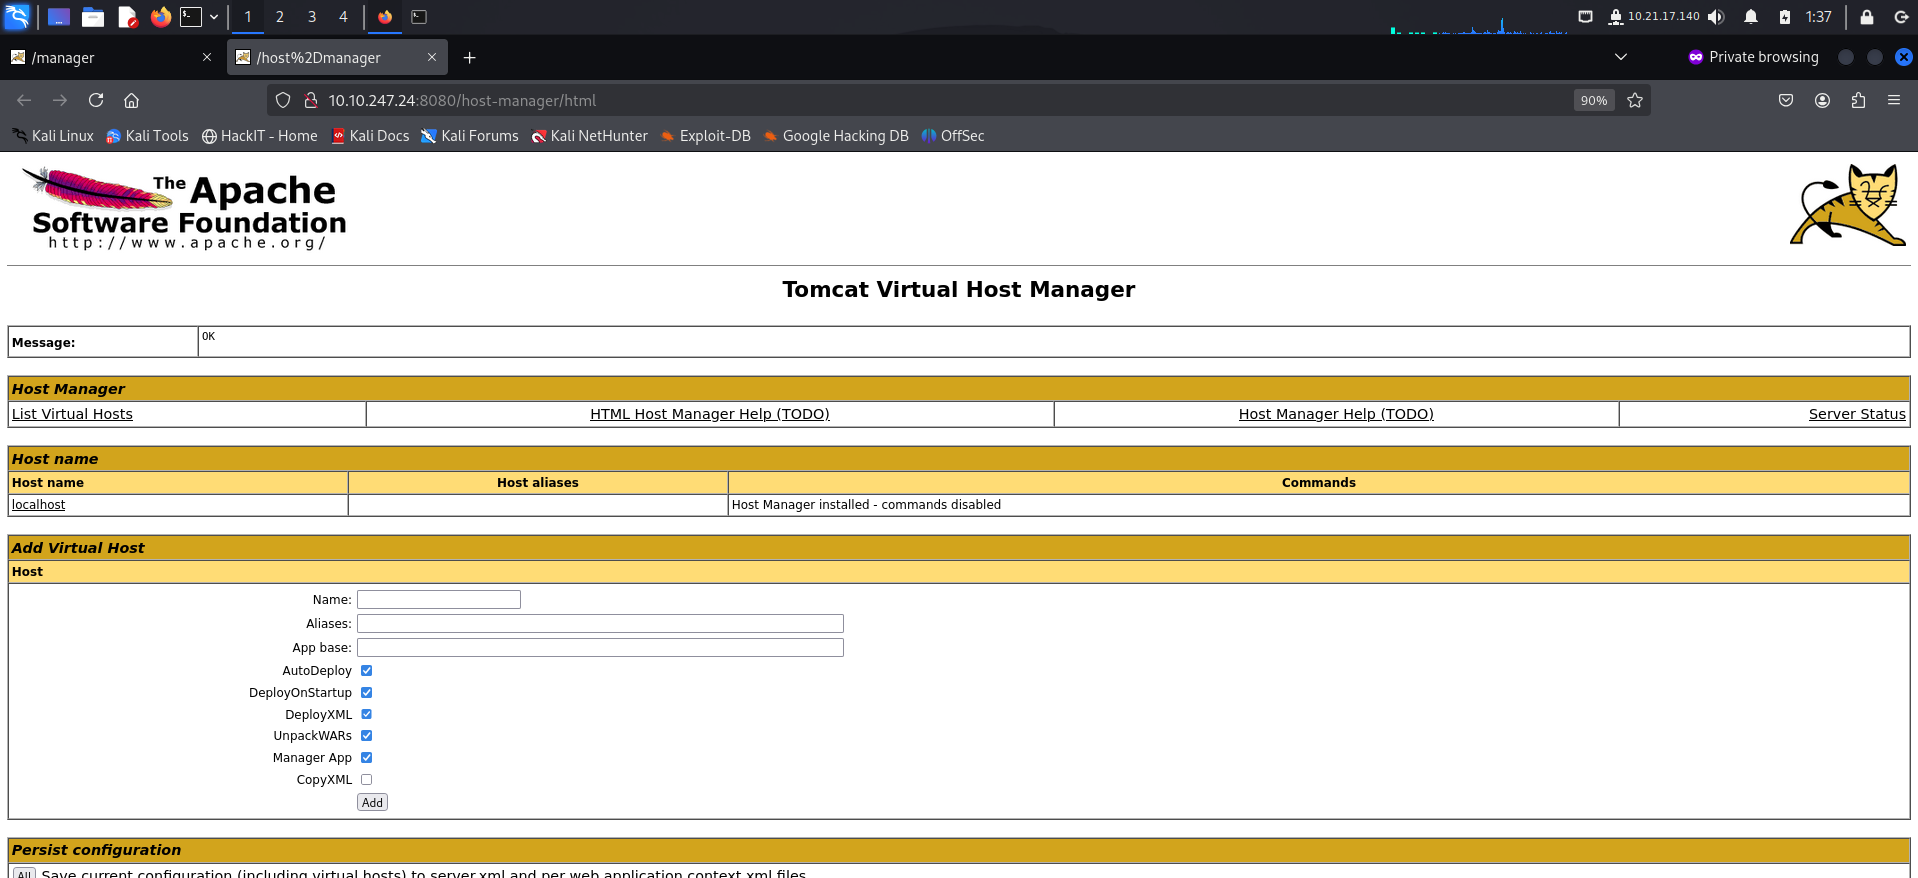 1 2 3 4 10.21.17.140 1:37
/manager /host%2Dmanager Private browsing
10.10.247.24:8080/host-manager/html 90%
Kali Linux Kali Tools HackIT - Home Kali Docs Kali Forums Kali NetHunter Exploit-DB Google Hacking DB OffSec
The Apache
Software Foundation
http://www.apache.org/
Tomcat Virtual Host Manager
Message: OK
Host Manager
List Virtual Hosts HTML Host Manager Help (TODO) Host Manager Help (TODO) Server Status
Host name
Host name Host aliases Commands
localhost Host Manager installed - commands disabled
Add Virtual Host
Host
Name:
Aliases:
App base:
AutoDeploy
DeployOnStartup
DeployXML
UnpackWARs
Manager App
CopyXML
Add
Persist configuration
All Save current configuration (including virtual hosts) to server.xml and per web application context.xml files